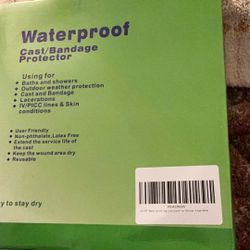 Waterproof
Cast/Bandage
Protector
Using for
• Baths and showers
• Outdoor weather protection
• Cast and Bandage
• Lacerations
• IV/PICC lines & Skin
conditions
• User Friendly
• Non-phthalate, Latex Free
• Extend the service life of
the cast
• Keep the wound area dry
• Reusable
y to stay dry